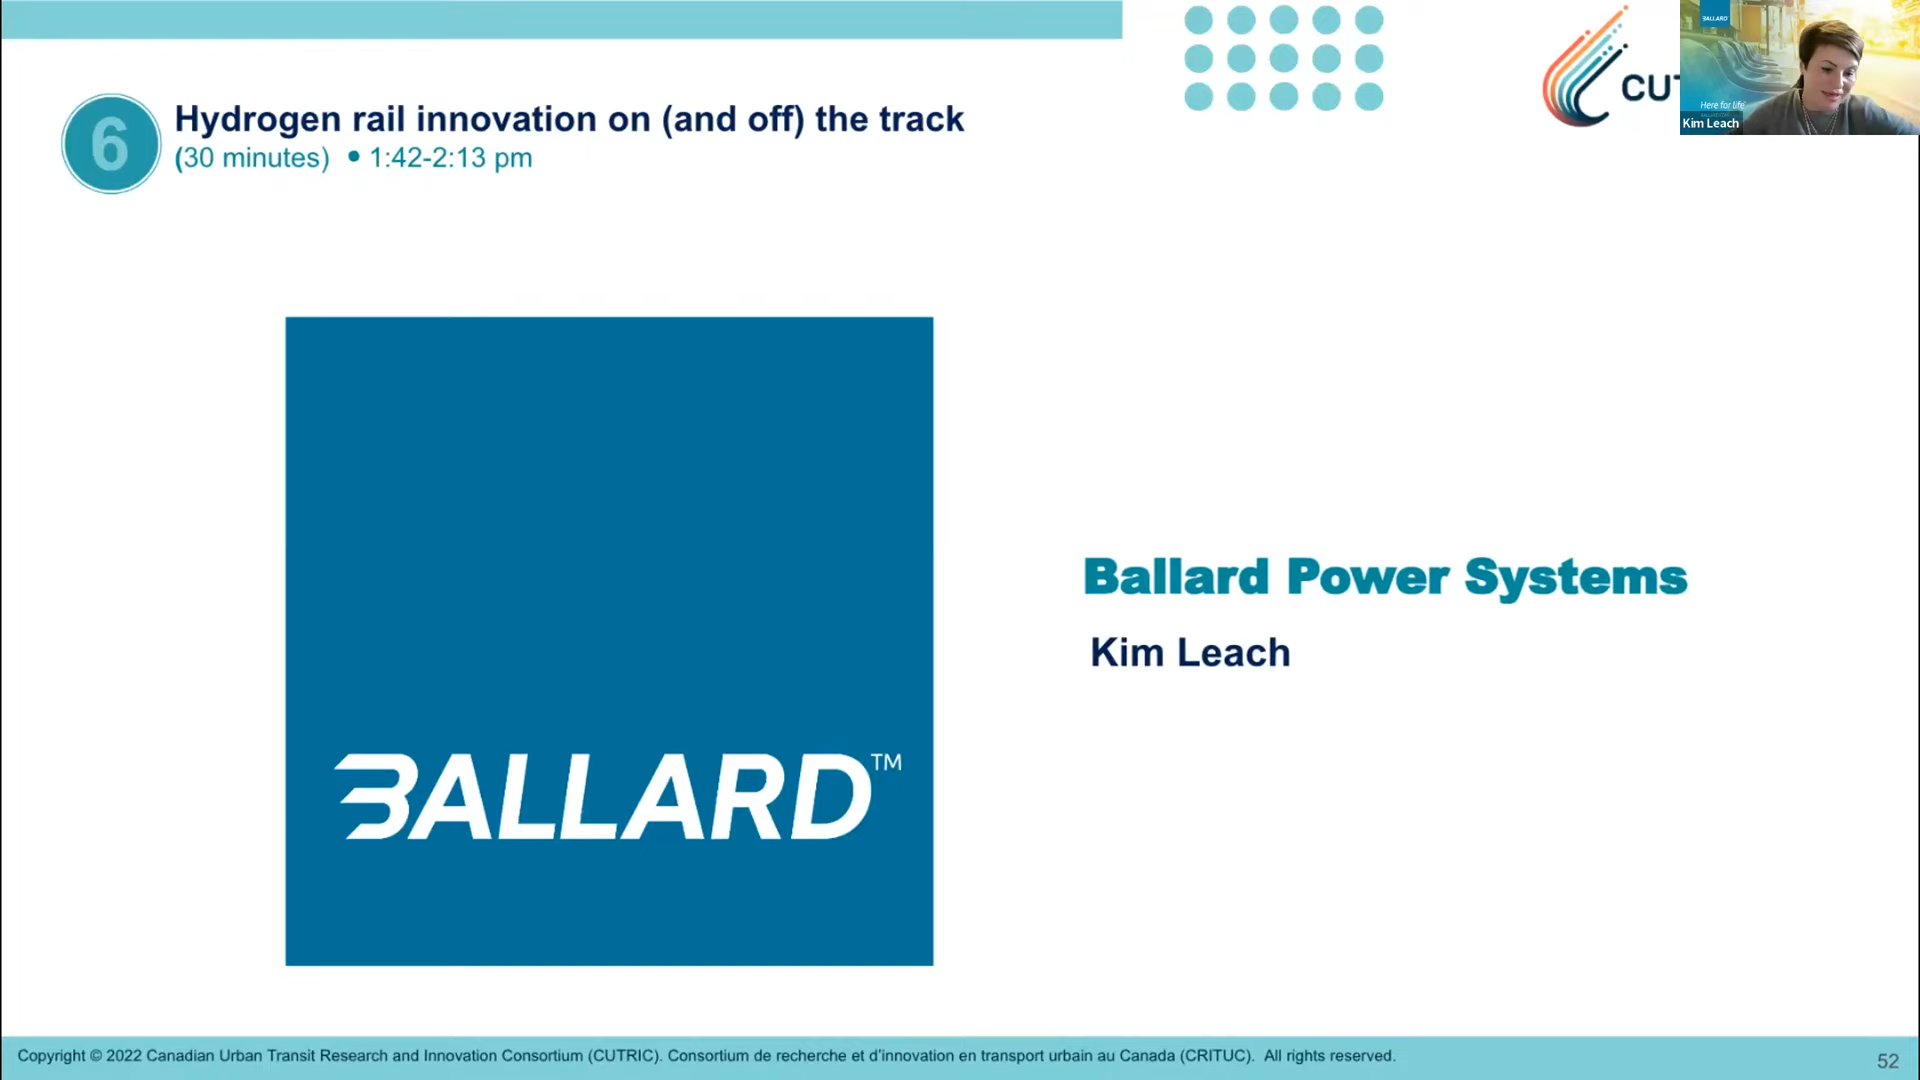 6
Hydrogen rail innovation on (and off) the track
(30 minutes) • 1:42-2:13 pm
CUT
BALLARD
Here for life
Kim Leach
BALLARD™
Ballard Power Systems
Kim Leach
Copyright © 2022 Canadian Urban Transit Research and Innovation Consortium (CUTRIC). Consortium de recherche et d'innovation en transport urbain au Canada (CRITUC). All rights reserved.
52